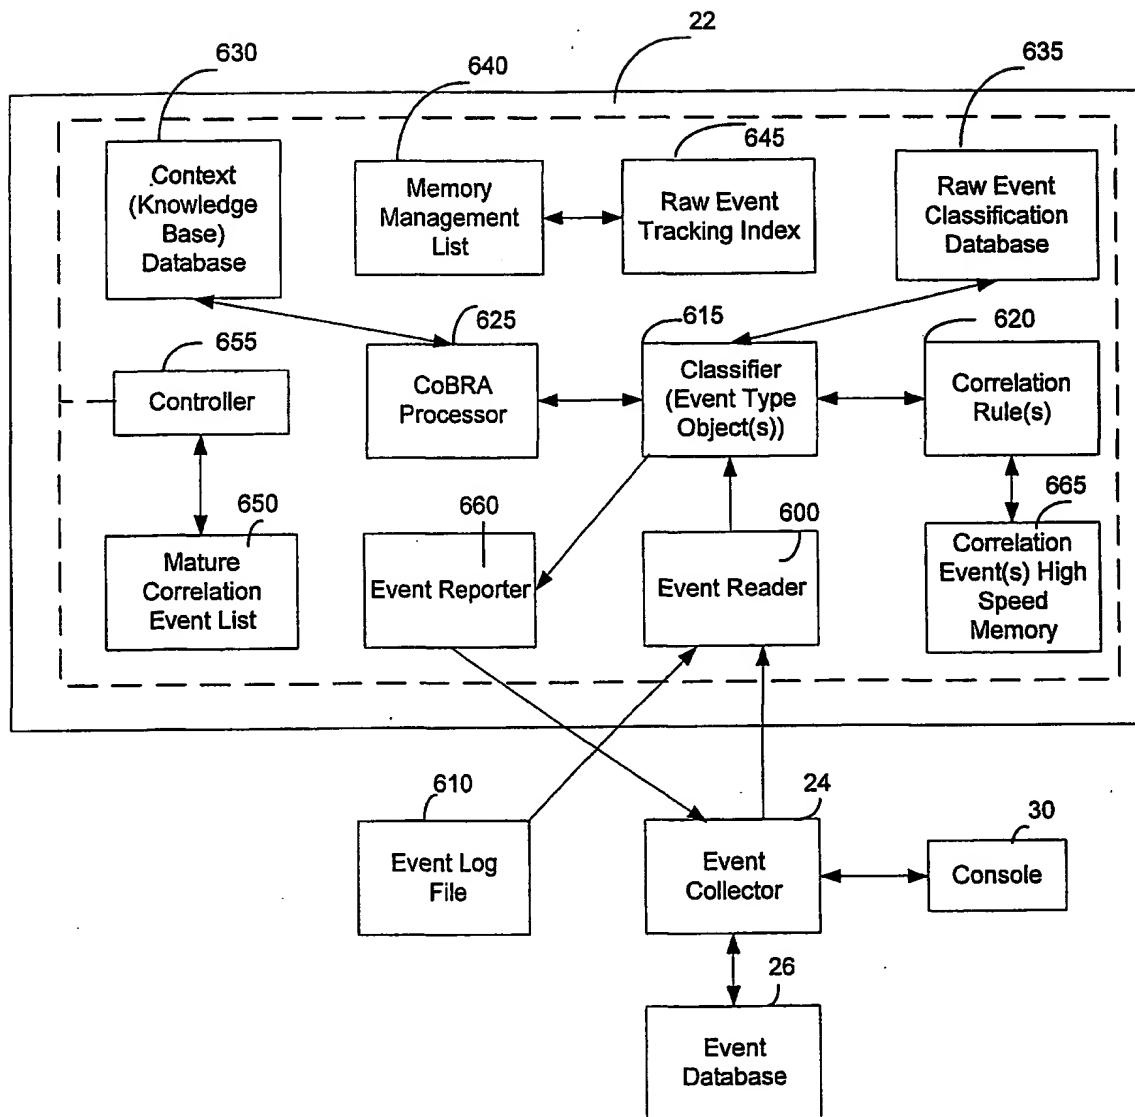 22
630
640
635
645
Context
(Knowledge
Base)
Database
Memory
Management
List
Raw Event
Tracking Index
Raw Event
Classification
Database
655
625
615
620
Controller
CoBRA
Processor
Classifier
(Event Type
Object(s))
Correlation
Rule(s)
650
660
600
665
Mature
Correlation
Event List
Event Reporter
Event Reader
Correlation
Event(s) High
Speed
Memory
610
24
30
Event Log
File
Event
Collector
Console
26
Event
Database